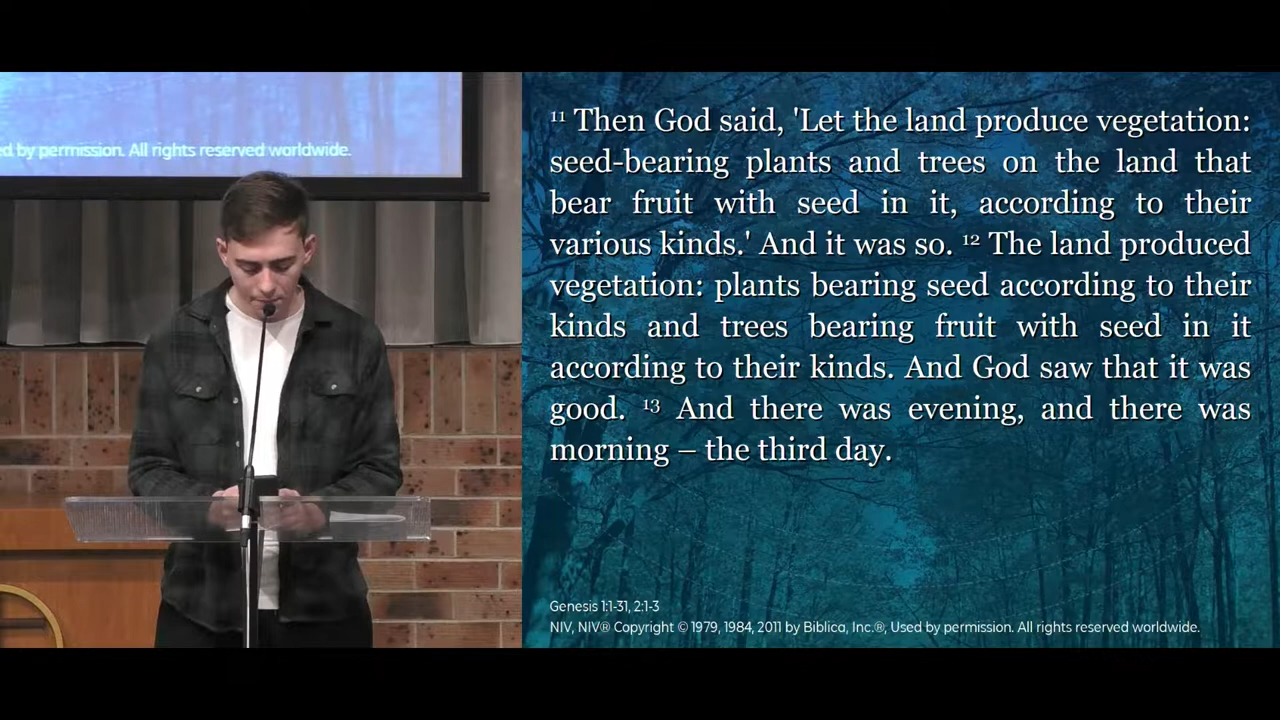 ed by permission. All rights reserved worldwide.
¹¹ Then God said, 'Let the land produce vegetation:
seed-bearing plants and trees on the land that
bear fruit with seed in it, according to their
various kinds.' And it was so. ¹² The land produced
vegetation: plants bearing seed according to their
kinds and trees bearing fruit with seed in it
according to their kinds. And God saw that it was
good. ¹³ And there was evening, and there was
morning – the third day.
Genesis 1:1-31, 2:1-3
NIV, NIV® Copyright © 1979, 1984, 2011 by Biblica, Inc.®, Used by permission. All rights reserved worldwide.